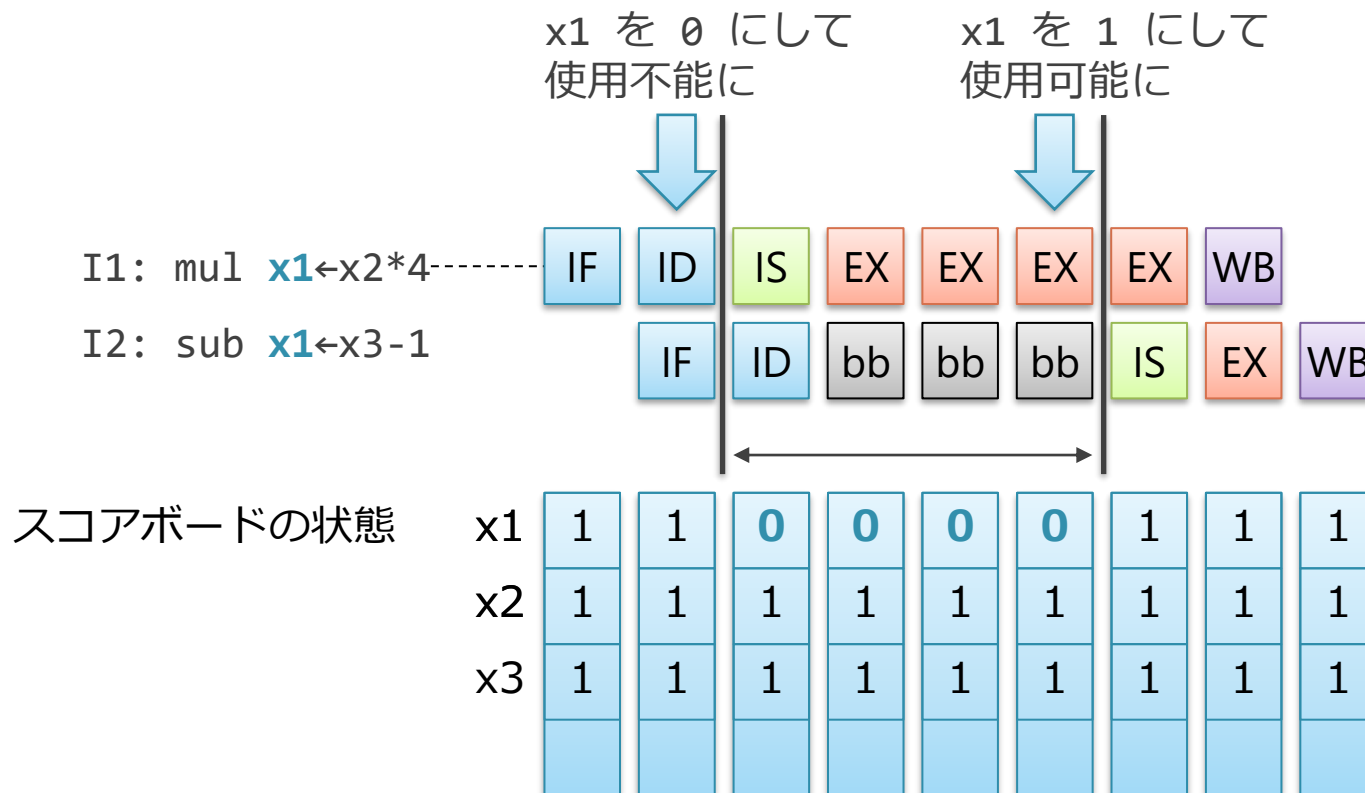 x1 を 0 にして
使用不能に
x1 を 1 にして
使用可能に
I1: mul x1←x2*4
IF ID IS EX EX EX EX WB
I2: sub x1←x3-1
IF ID bb bb bb IS EX WB
スコアボードの状態
x1 1 1 0 0 0 0 1 1 1
x2 1 1 1 1 1 1 1 1 1
x3 1 1 1 1 1 1 1 1 1